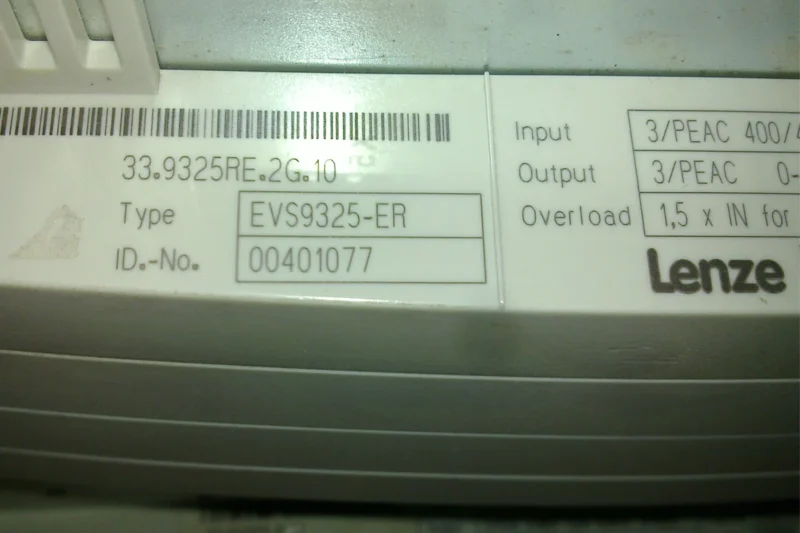 33.9325RE.2G.10
Type EVS9325-ER
ID.-No. 00401077
Input 3/PEAC 400/4
Output 3/PEAC 0-
Overload 1,5 x IN for
Lenze